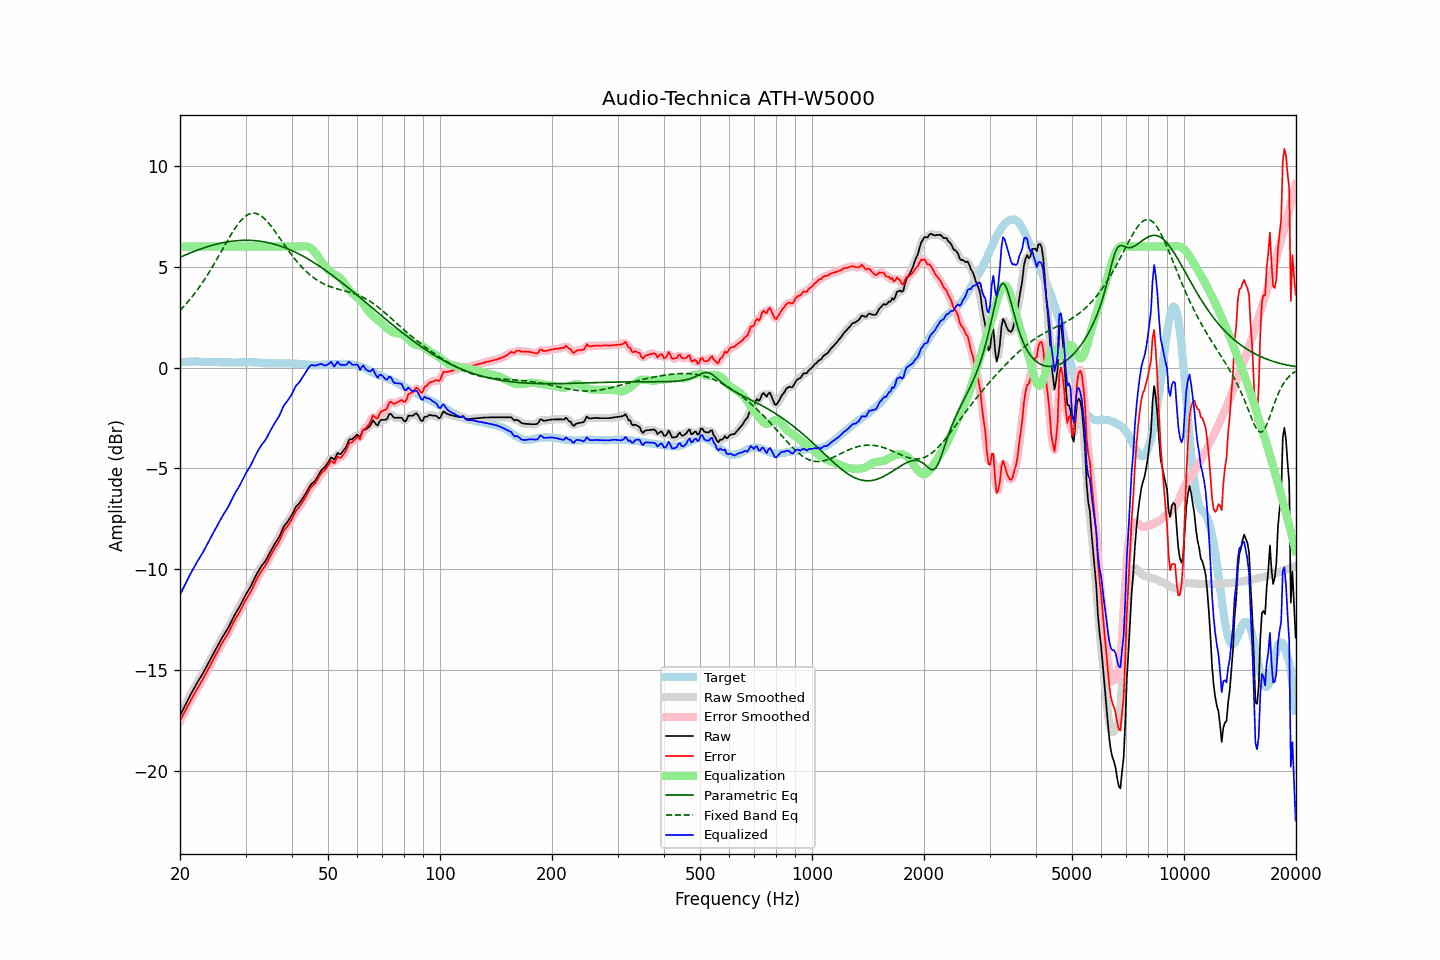 Audio-Technica ATH-W5000
Amplitude (dBr)
10
5
0
−5
−10
−15
−20
Target
Raw Smoothed
Error Smoothed
Raw
Error
Equalization
Parametric Eq
Fixed Band Eq
Equalized
20
50
100
200
500
1000
2000
5000
10000
20000
Frequency (Hz)